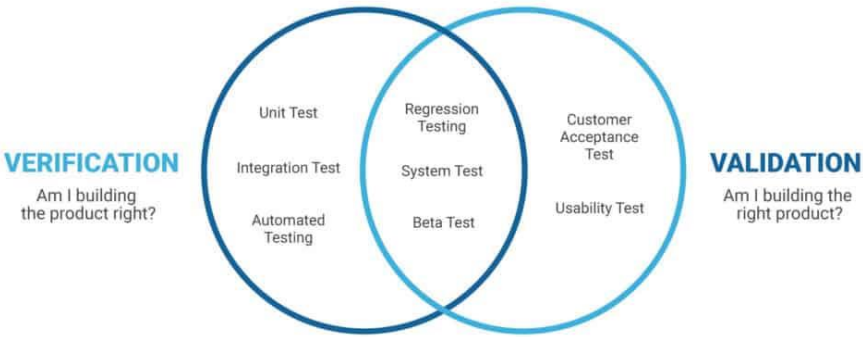 VERIFICATION
Am I building
the product right?
Unit Test
Integration Test
Automated
Testing
Regression
Testing
System Test
Beta Test
Customer
Acceptance
Test
Usability Test
VALIDATION
Am I building the
right product?